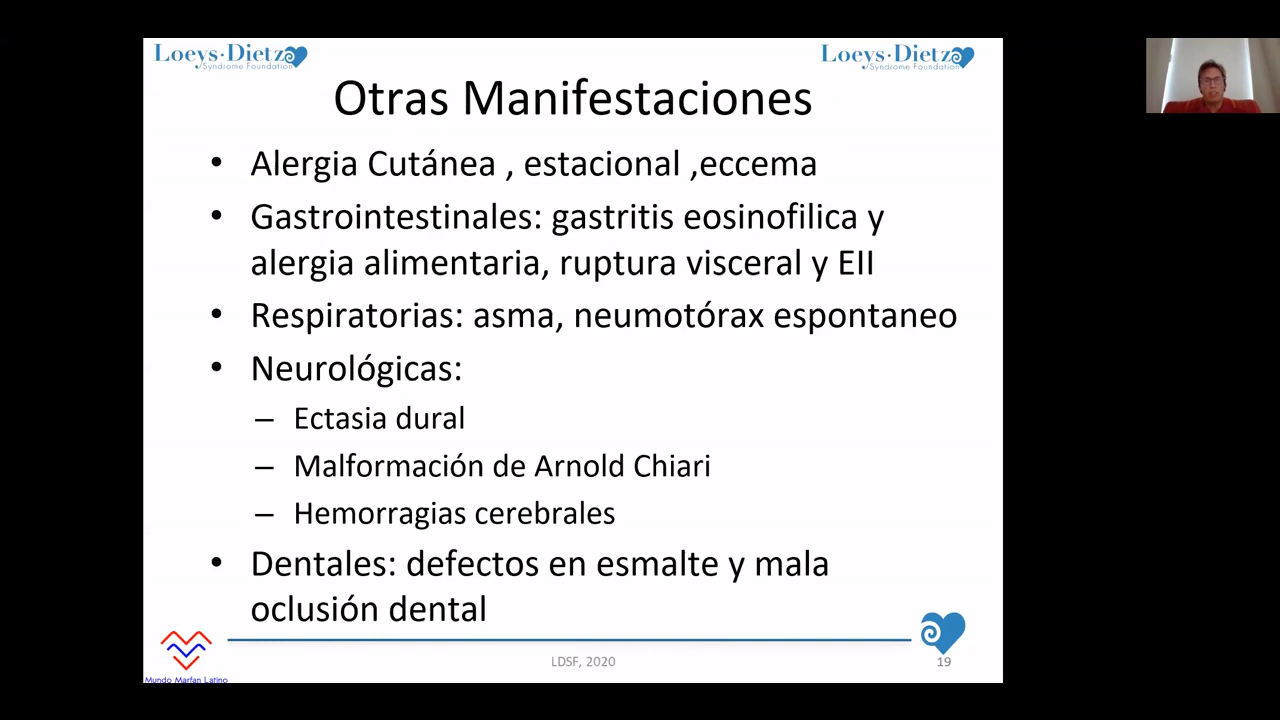 Loeys·Dietz
Syndrome Foundation
Loeys·Dietz
Syndrome Foundation
Otras Manifestaciones
• Alergia Cutánea , estacional ,eccema
• Gastrointestinales: gastritis eosinofilica y
alergia alimentaria, ruptura visceral y EII
• Respiratorias: asma, neumotórax espontaneo
• Neurológicas:
– Ectasia dural
– Malformación de Arnold Chiari
– Hemorragias cerebrales
• Dentales: defectos en esmalte y mala
oclusión dental
LDSF, 2020
19
Mundo Marfan Latino